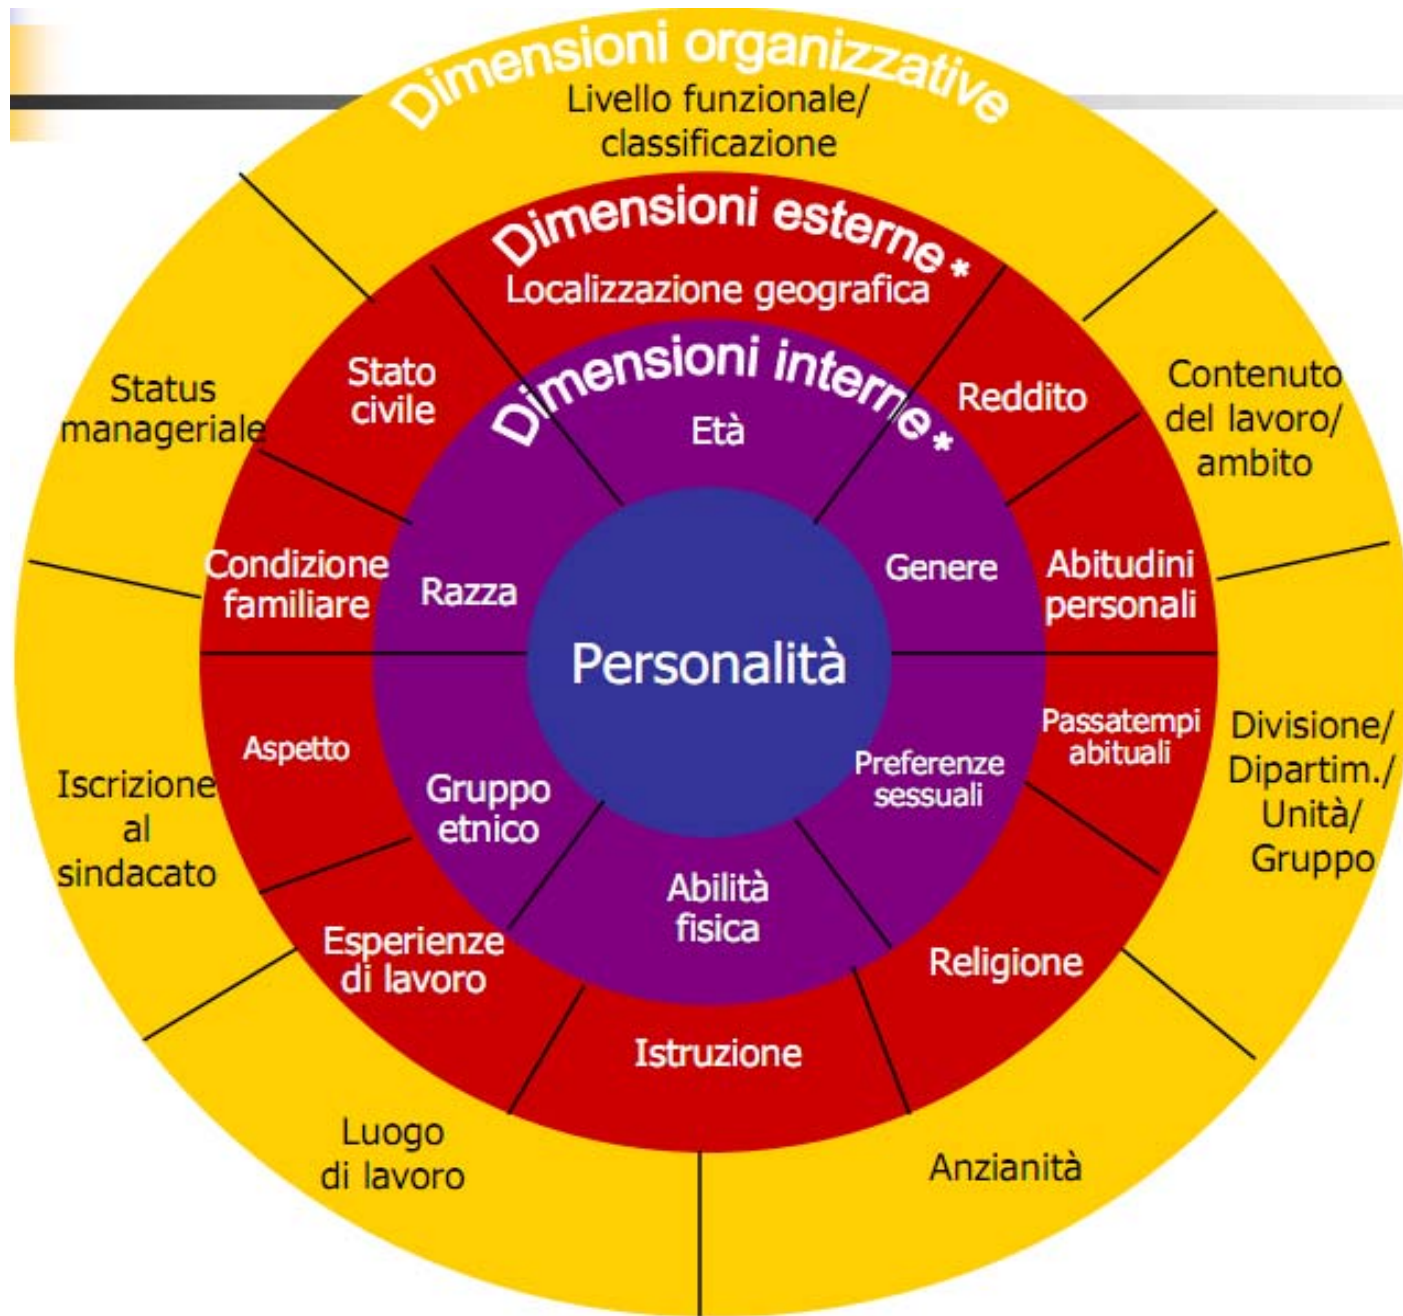 Dimensioni organizzative
Livello funzionale/
classificazione
Contenuto
del lavoro/
ambito
Divisione/
Dipartim./
Unità/
Gruppo
Anzianità
Luogo
di lavoro
Iscrizione
al
sindacato
Status
manageriale
Dimensioni esterne*
Localizzazione geografica
Reddito
Abitudini
personali
Passatempi
abituali
Religione
Istruzione
Esperienze
di lavoro
Aspetto
Condizione
familiare
Stato
civile
Dimensioni interne*
Età
Genere
Preferenze
sessuali
Abilità
fisica
Gruppo
etnico
Razza
Personalità